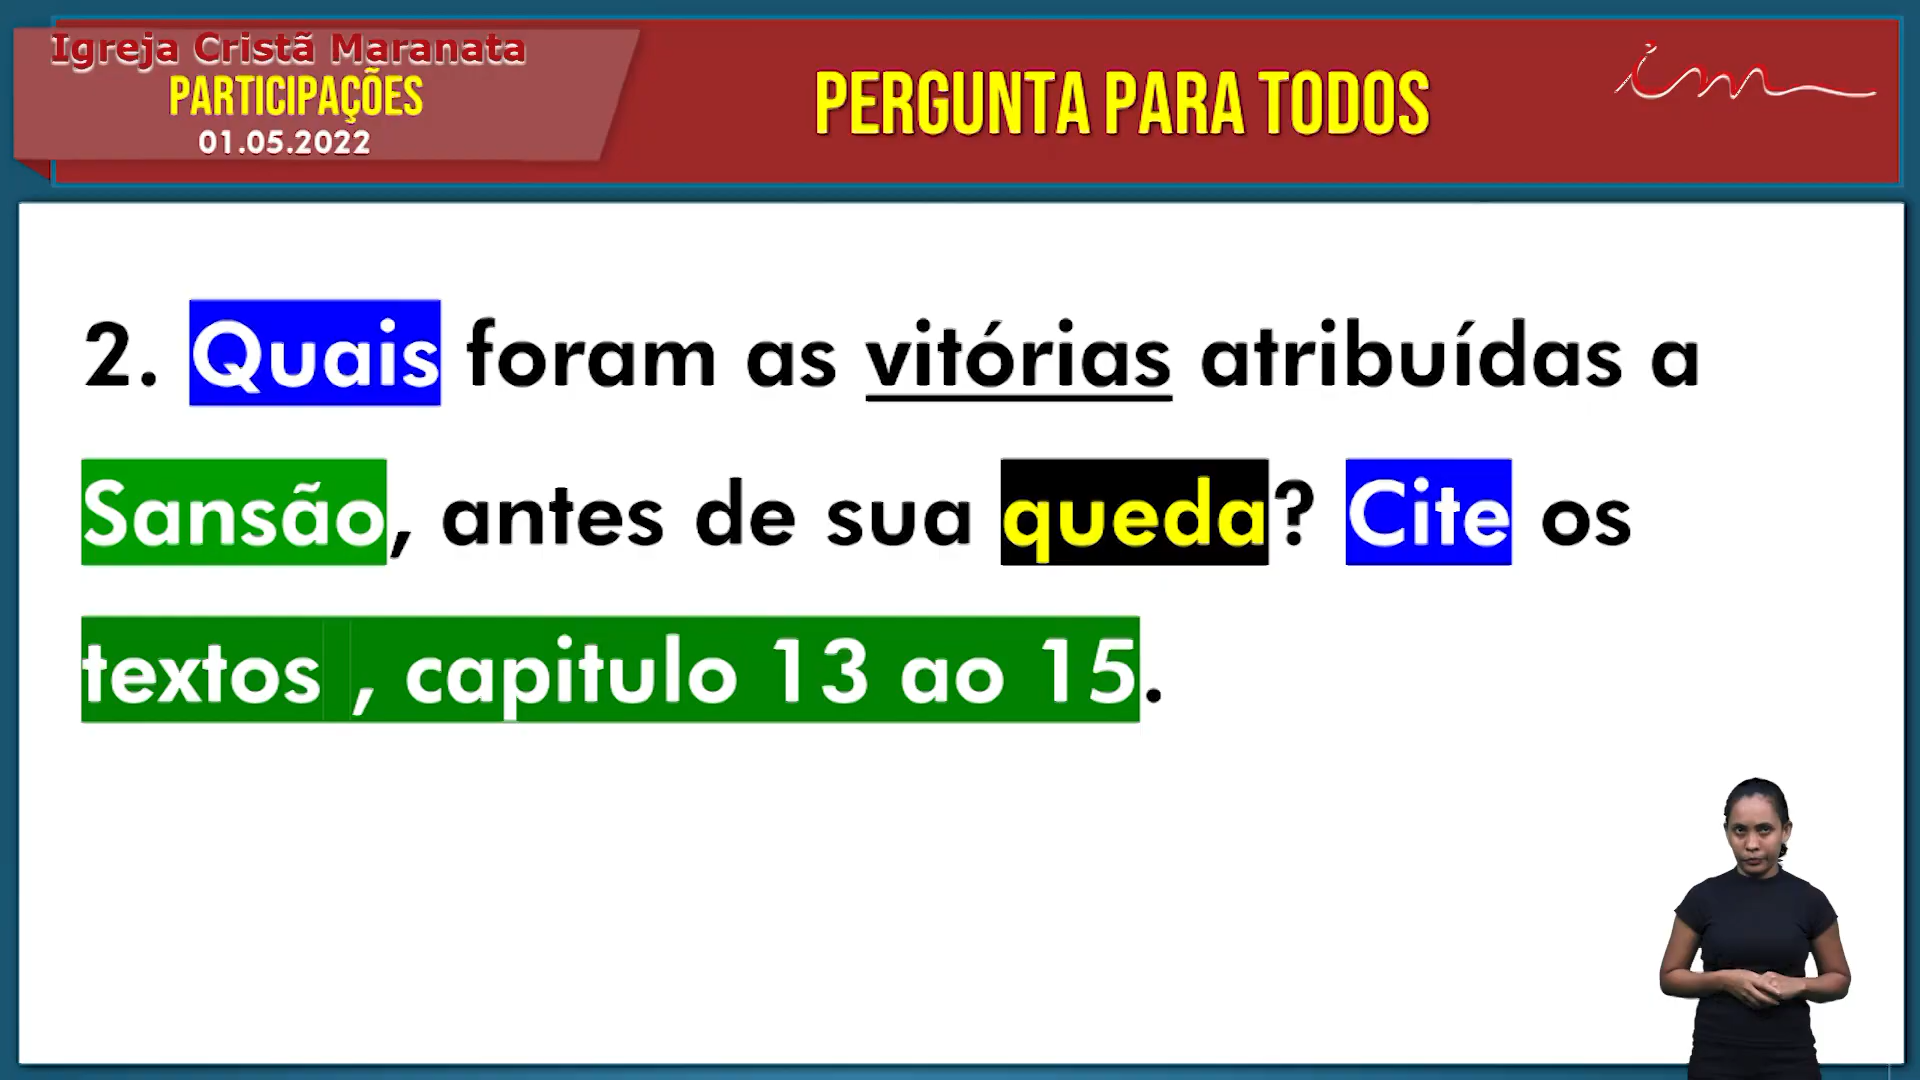 Igreja Cristã Maranata
PARTICIPAÇÕES
01.05.2022
PERGUNTA PARA TODOS
im
2. Quais foram as vitórias atribuídas a
Sansão, antes de sua queda? Cite os
textos , capitulo 13 ao 15.